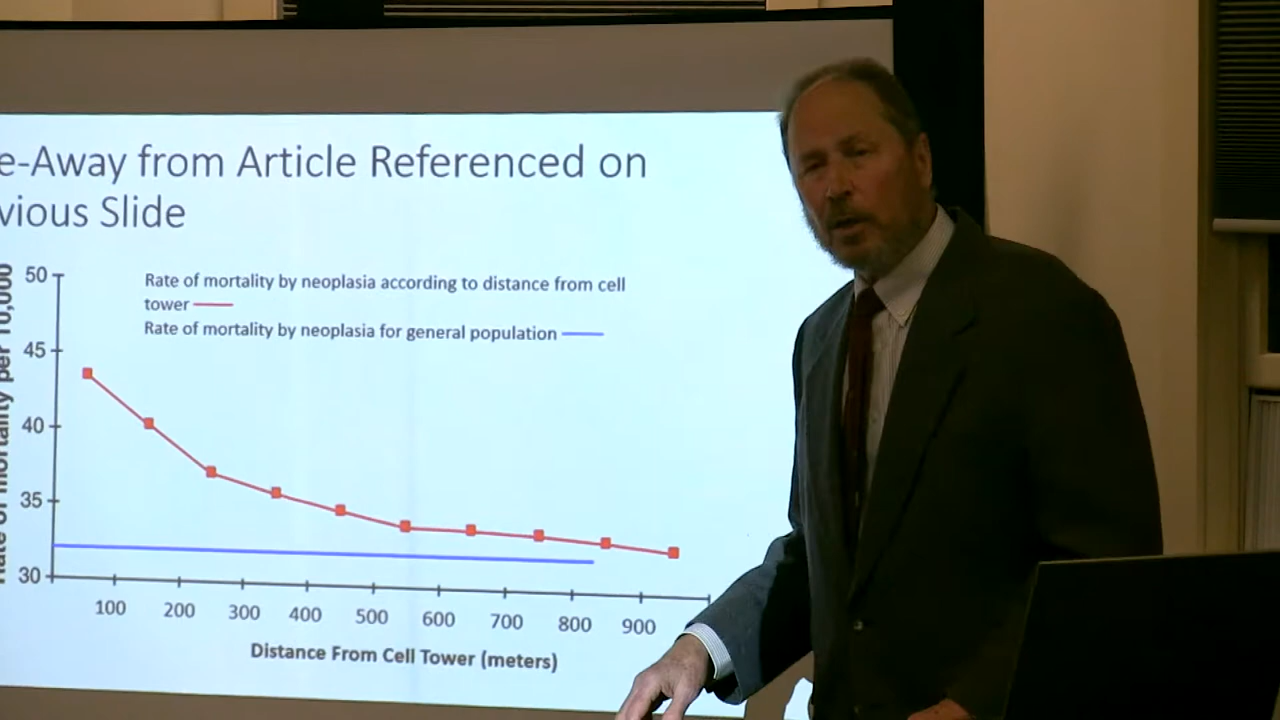 e-Away from Article Referenced on
vious Slide
Rate of mortality by neoplasia according to distance from cell
tower
Rate of mortality by neoplasia for general population
Rate of mortality per 10,000
50
45
40
35
30
100 200 300 400 500 600 700 800 900
Distance From Cell Tower (meters)